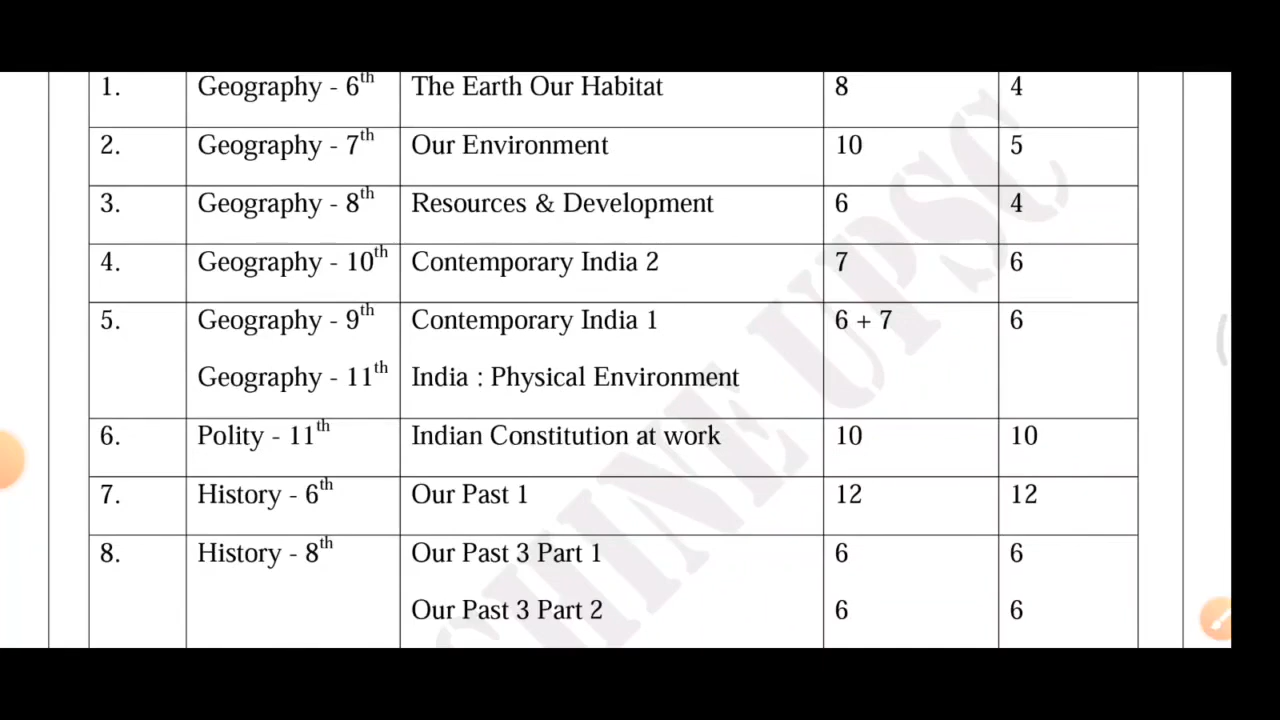 1. Geography - 6th The Earth Our Habitat 8 4
2. Geography - 7th Our Environment 10 5
3. Geography - 8th Resources & Development 6 4
4. Geography - 10th Contemporary India 2 7 6
5. Geography - 9th Contemporary India 1 6 + 7 6
Geography - 11th India : Physical Environment
6. Polity - 11th Indian Constitution at work 10 10
7. History - 6th Our Past 1 12 12
8. History - 8th Our Past 3 Part 1 6 6
Our Past 3 Part 2 6 6
HINE UPSC